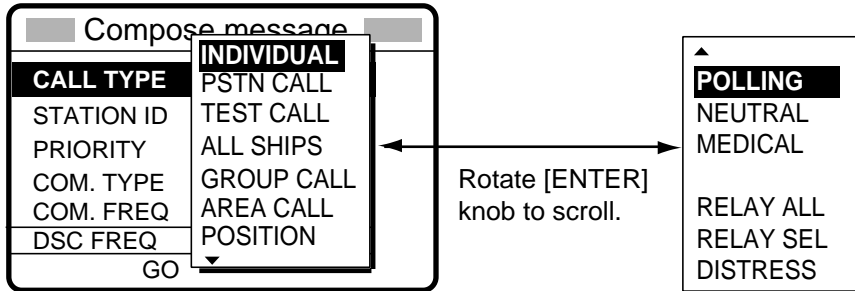 Compose message
CALL TYPE
STATION ID
PRIORITY
COM. TYPE
COM. FREQ
DSC FREQ
GO
INDIVIDUAL
PSTN CALL
TEST CALL
ALL SHIPS
GROUP CALL
AREA CALL
POSITION
Rotate [ENTER]
knob to scroll.
POLLING
NEUTRAL
MEDICAL
RELAY ALL
RELAY SEL
DISTRESS